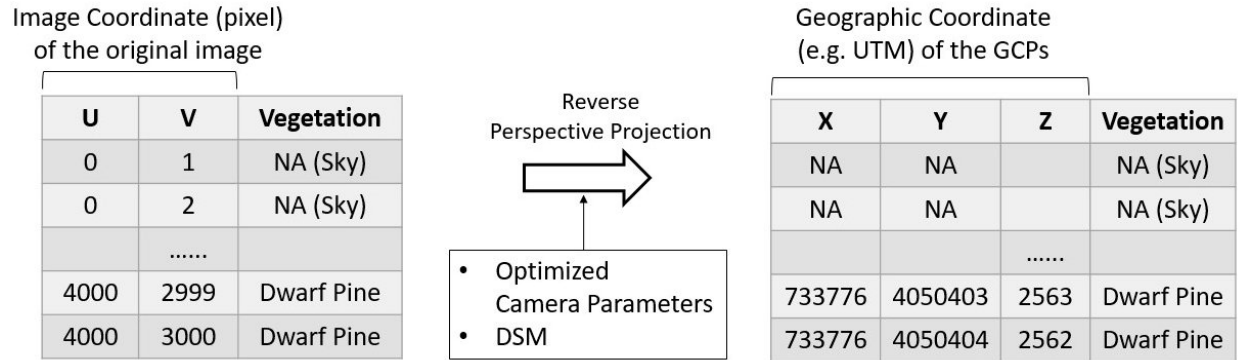 Image Coordinate (pixel)
of the original image
U V Vegetation
0 1 NA (Sky)
0 2 NA (Sky)
......
4000 2999 Dwarf Pine
4000 3000 Dwarf Pine
Reverse
Perspective Projection
• Optimized
Camera Parameters
• DSM
Geographic Coordinate
(e.g. UTM) of the GCPs
X Y Z Vegetation
NA NA NA (Sky)
NA NA NA (Sky)
......
733776 4050403 2563 Dwarf Pine
733776 4050404 2562 Dwarf Pine